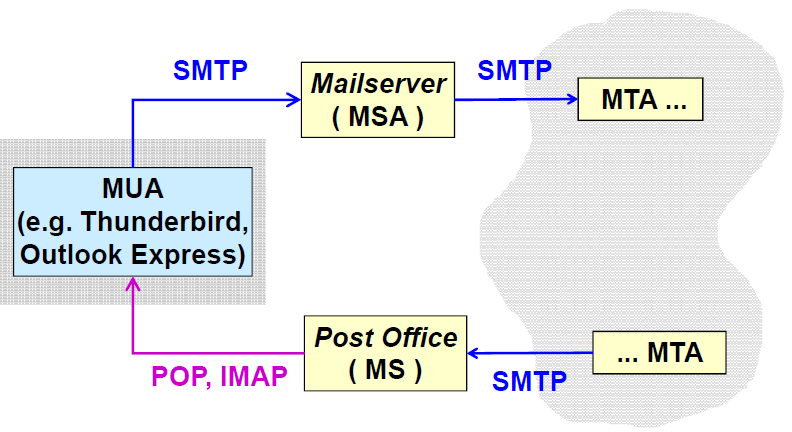 SMTP
Mailserver
( MSA )
SMTP
MTA ...
MUA
(e.g. Thunderbird,
Outlook Express)
POP, IMAP
Post Office
( MS )
SMTP
... MTA